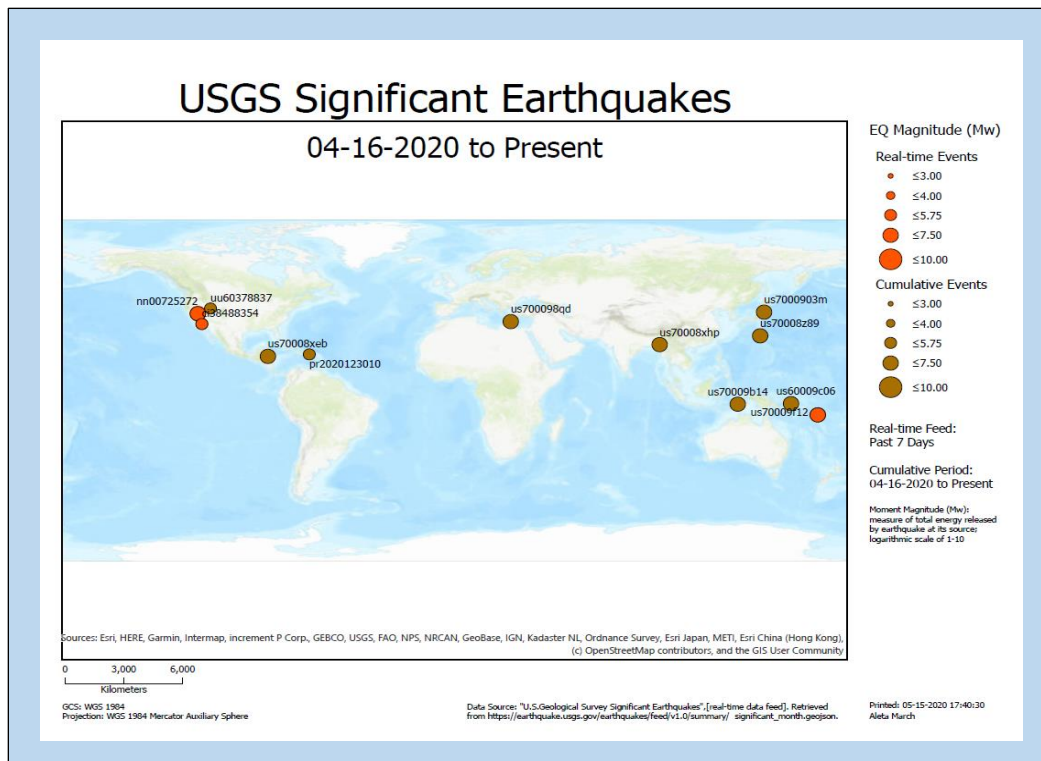 USGS Significant Earthquakes
04-16-2020 to Present
nn00725272
uu60378837
ci38488354
us70008xeb
pr2020123010
us700098qd
us70008xhp
us7000903m
us70008z89
us70009b14
us60009c06
us70009f12
Sources: Esri, HERE, Garmin, Intermap, increment P Corp., GEBCO, USGS, FAO, NPS, NRCAN, GeoBase, IGN, Kadaster NL, Ordnance Survey, Esri Japan, METI, Esri China (Hong Kong),
(c) OpenStreetMap contributors, and the GIS User Community
EQ Magnitude (Mw)
Real-time Events
≤3.00
≤4.00
≤5.75
≤7.50
≤10.00
Cumulative Events
≤3.00
≤4.00
≤5.75
≤7.50
≤10.00
Real-time Feed:
Past 7 Days
Cumulative Period:
04-16-2020 to Present
Moment Magnitude (Mw):
measure of total energy released
by earthquake at its source;
logarithmic scale of 1-10
0 3,000 6,000
Kilometers
GCS: WGS 1984
Projection: WGS 1984 Mercator Auxiliary Sphere
Data Source: "U.S.Geological Survey Significant Earthquakes",[real-time data feed]. Retrieved
from https://earthquake.usgs.gov/earthquakes/feed/v1.0/summary/ significant_month.geojson.
Printed: 05-15-2020 17:40:30
Aleta March